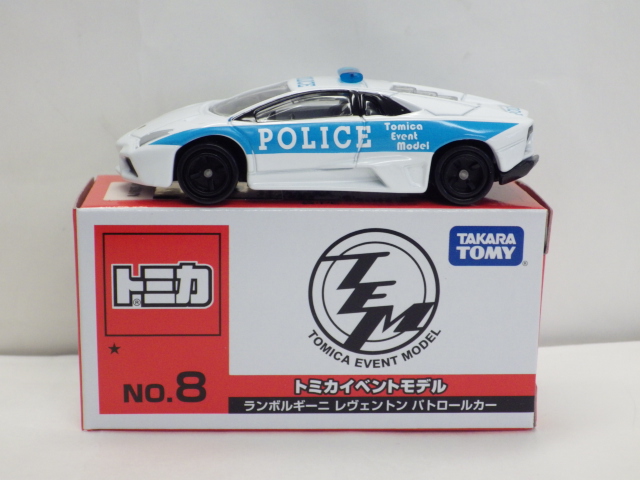 POLICE
Tomica
Event
Model
トミカ
®
NO.8
TEM
TOMICA EVENT MODEL
TAKARA
TOMY
®
トミカイベントモデル
ランボルギーニ レヴェントン パトロールカー